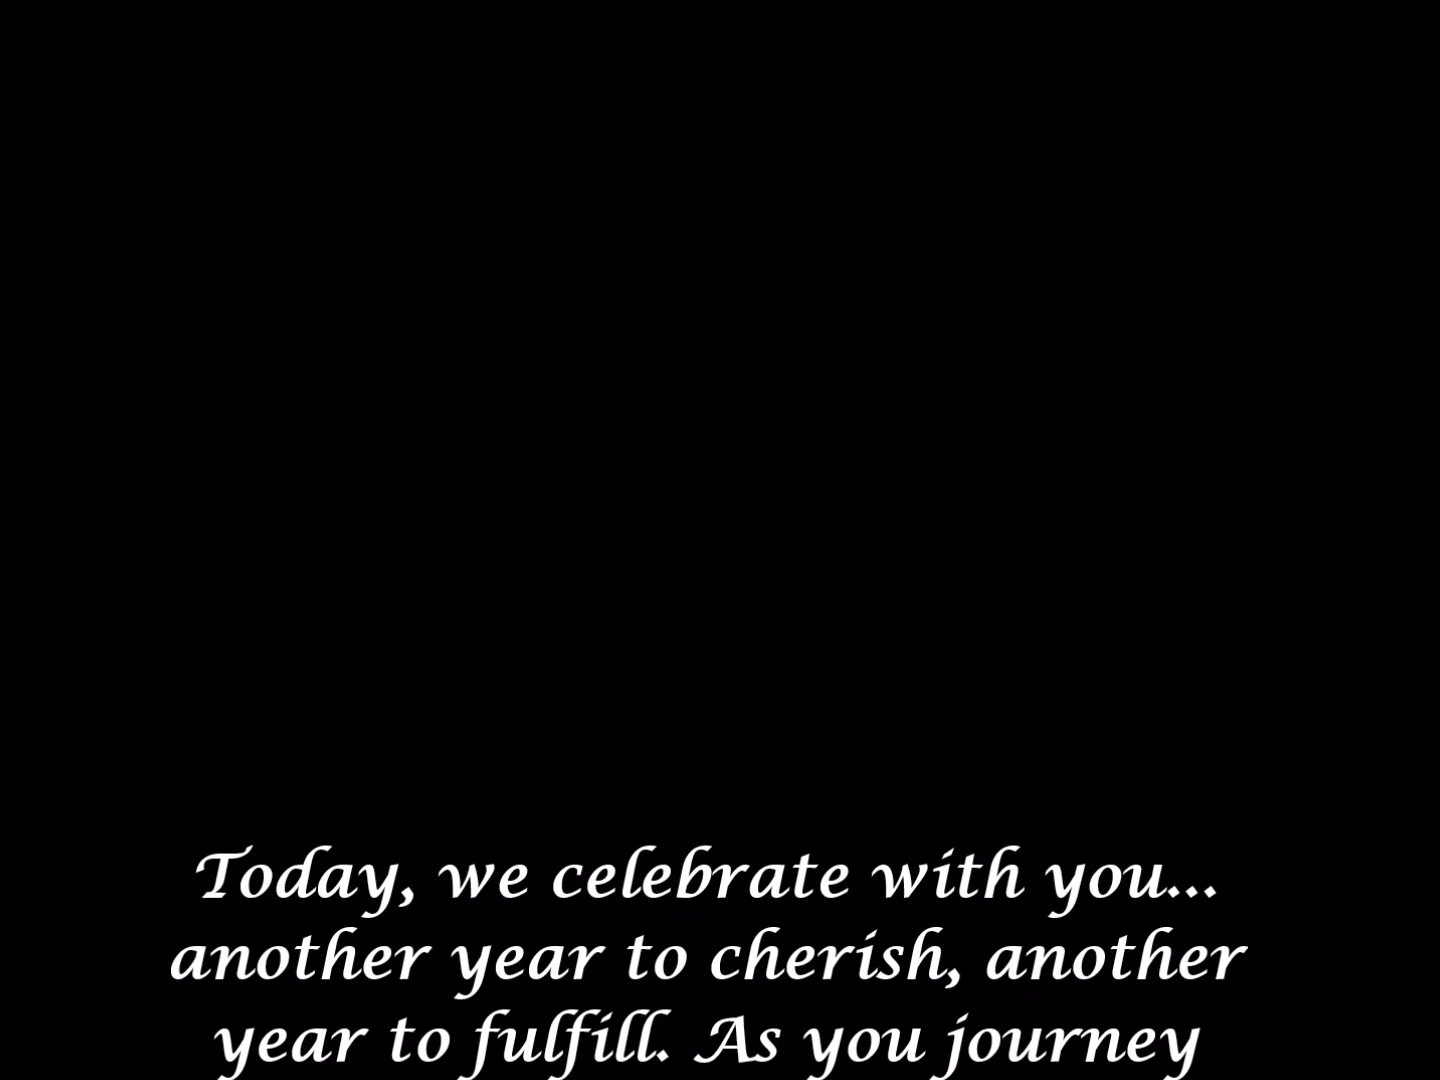 Today, we celebrate with you...
another year to cherish, another
year to fulfill. As you journey